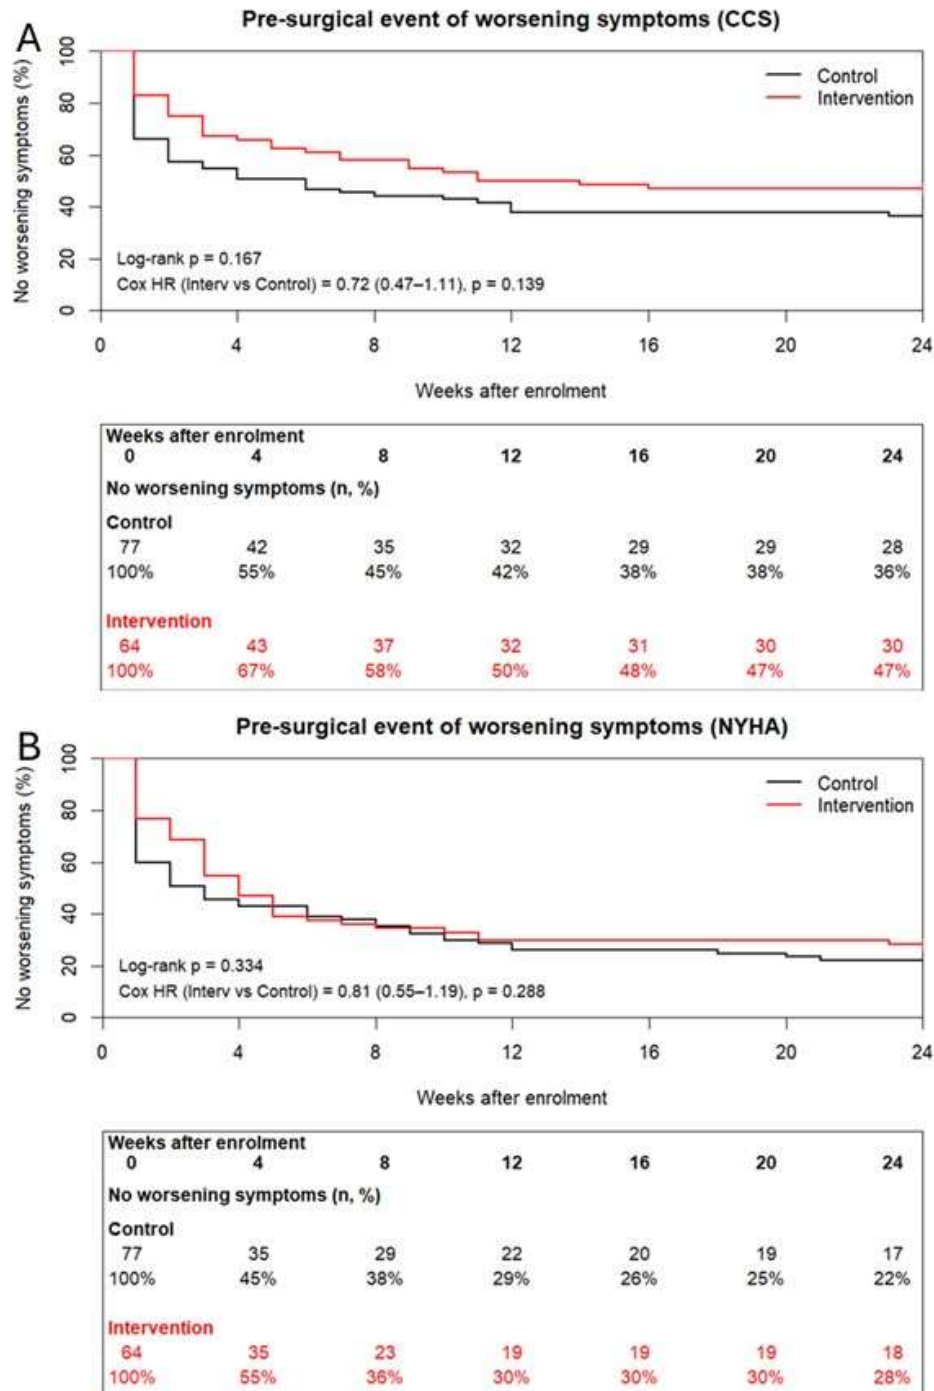 A
Pre-surgical event of worsening symptoms (CCS)
No worsening symptoms (%)
100
80
60
40
20
0
Control
Intervention
Log-rank p = 0.167
Cox HR (Interv vs Control) = 0.72 (0.47–1.11), p = 0.139
0 4 8 12 16 20 24
Weeks after enrolment
Weeks after enrolment
0 4 8 12 16 20 24
No worsening symptoms (n, %)
Control
77 42 35 32 29 29 28
100% 55% 45% 42% 38% 38% 36%
Intervention
64 43 37 32 31 30 30
100% 67% 58% 50% 48% 47% 47%
B
Pre-surgical event of worsening symptoms (NYHA)
No worsening symptoms (%)
100
80
60
40
20
0
Control
Intervention
Log-rank p = 0.334
Cox HR (Interv vs Control) = 0.81 (0.55–1.19), p = 0.288
0 4 8 12 16 20 24
Weeks after enrolment
Weeks after enrolment
0 4 8 12 16 20 24
No worsening symptoms (n, %)
Control
77 35 29 22 20 19 17
100% 45% 38% 29% 26% 25% 22%
Intervention
64 35 23 19 19 19 18
100% 55% 36% 30% 30% 30% 28%